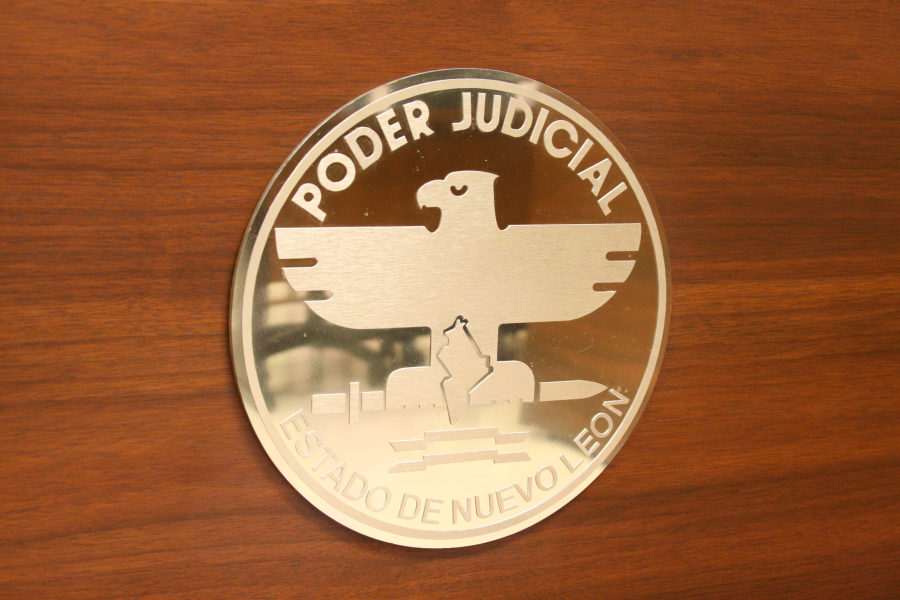 PODER JUDICIAL
ESTADO DE NUEVO LEON